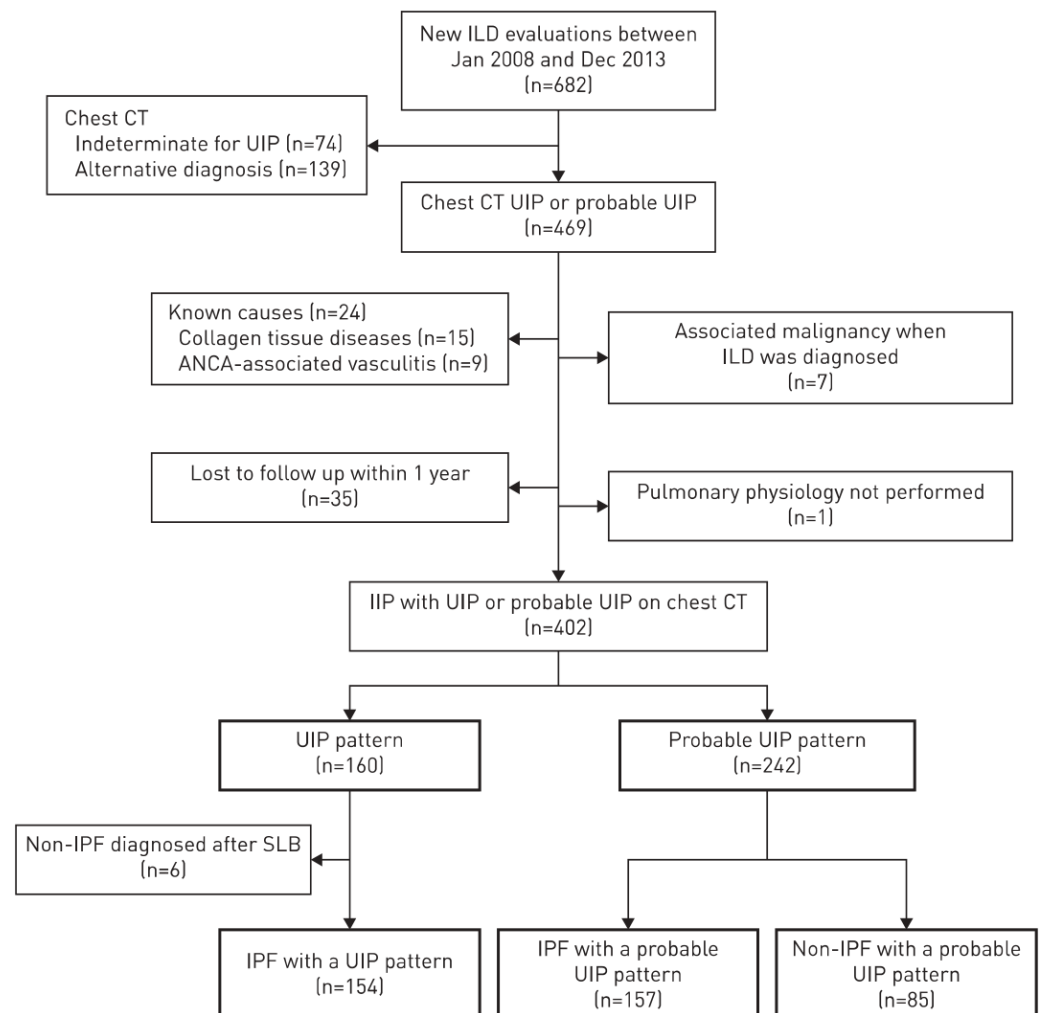 New ILD evaluations between
Jan 2008 and Dec 2013
(n=682)
Chest CT
Indeterminate for UIP (n=74)
Alternative diagnosis (n=139)
Chest CT UIP or probable UIP
(n=469)
Known causes (n=24)
Collagen tissue diseases (n=15)
ANCA-associated vasculitis (n=9)
Associated malignancy when
ILD was diagnosed
(n=7)
Lost to follow up within 1 year
(n=35)
Pulmonary physiology not performed
(n=1)
IIP with UIP or probable UIP on chest CT
(n=402)
UIP pattern
(n=160)
Probable UIP pattern
(n=242)
Non-IPF diagnosed after SLB
(n=6)
IPF with a UIP pattern
(n=154)
IPF with a probable
UIP pattern
(n=157)
Non-IPF with a probable
UIP pattern
(n=85)